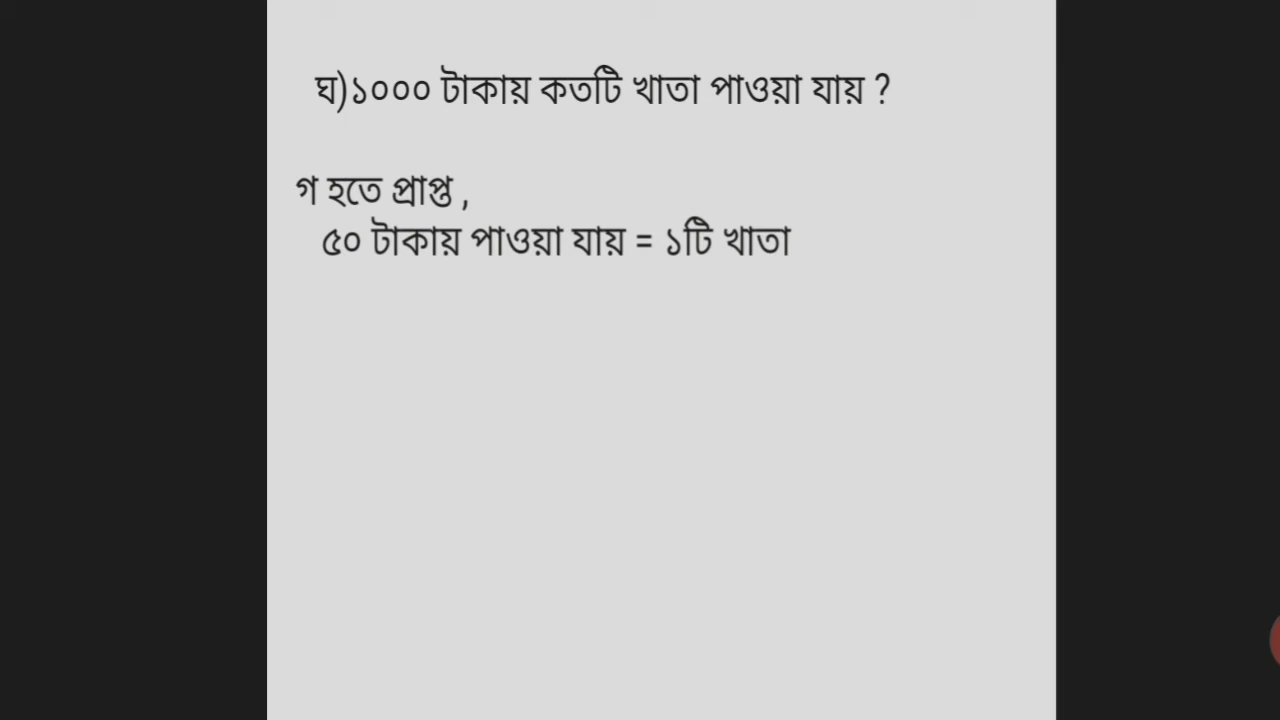 ঘ)১০০০ টাকায় কতটি খাতা পাওয়া যায় ?
গ হতে প্রাপ্ত ,
৫০ টাকায় পাওয়া যায় = ১টি খাতা